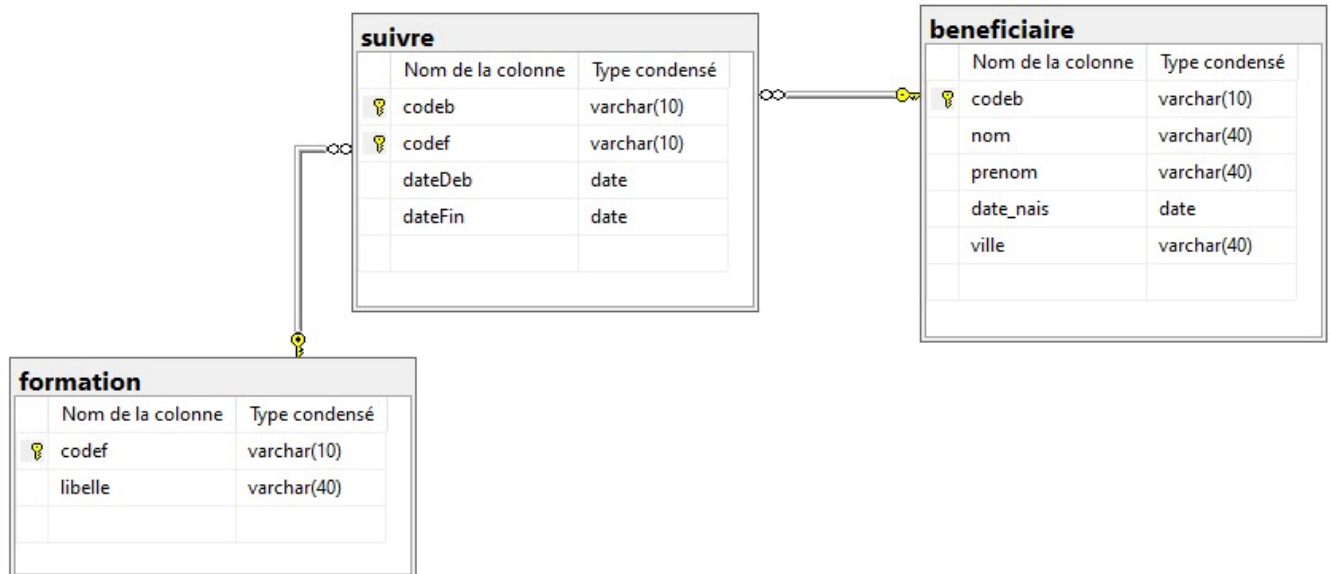 suivre
Nom de la colonne Type condensé
codeb varchar(10)
codef varchar(10)
dateDeb date
dateFin date
beneficiaire
Nom de la colonne Type condensé
codeb varchar(10)
nom varchar(40)
prenom varchar(40)
date_nais date
ville varchar(40)
formation
Nom de la colonne Type condensé
codef varchar(10)
libelle varchar(40)